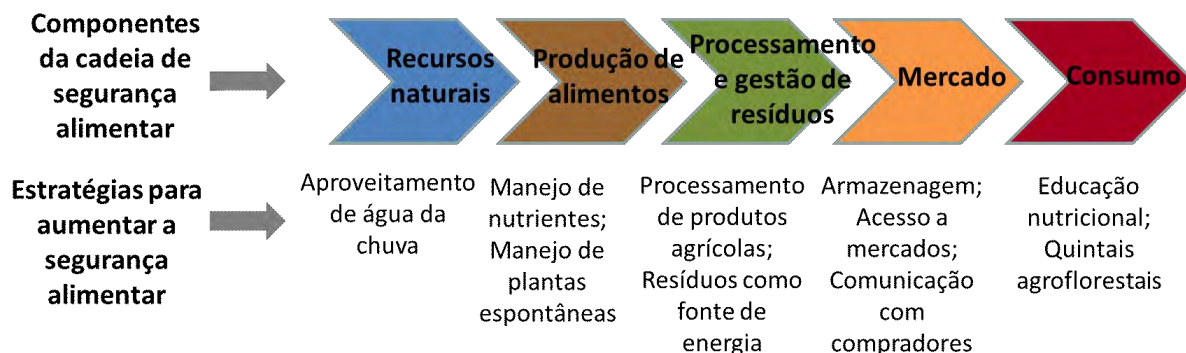 Componentes
da cadeia de
segurança
alimentar
Recursos
naturais
Produção de
alimentos
Processamento
e gestão de
resíduos
Mercado
Consumo
Estratégias para
aumentar a
segurança
alimentar
Aproveitamento
de água da
chuva
Manejo de
nutrientes;
Manejo de
plantas
espontâneas
Processamento
de produtos
agrícolas;
Resíduos como
fonte de
energia
Armazenagem;
Acesso a
mercados;
Comunicação
com
compradores
Educação
nutricional;
Quintais
agroflorestais